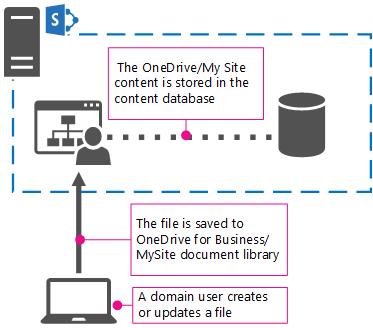 S
The OneDrive/My Site
content is stored in the
content database
The file is saved to
OneDrive for Business/
MySite document library
A domain user creates
or updates a file